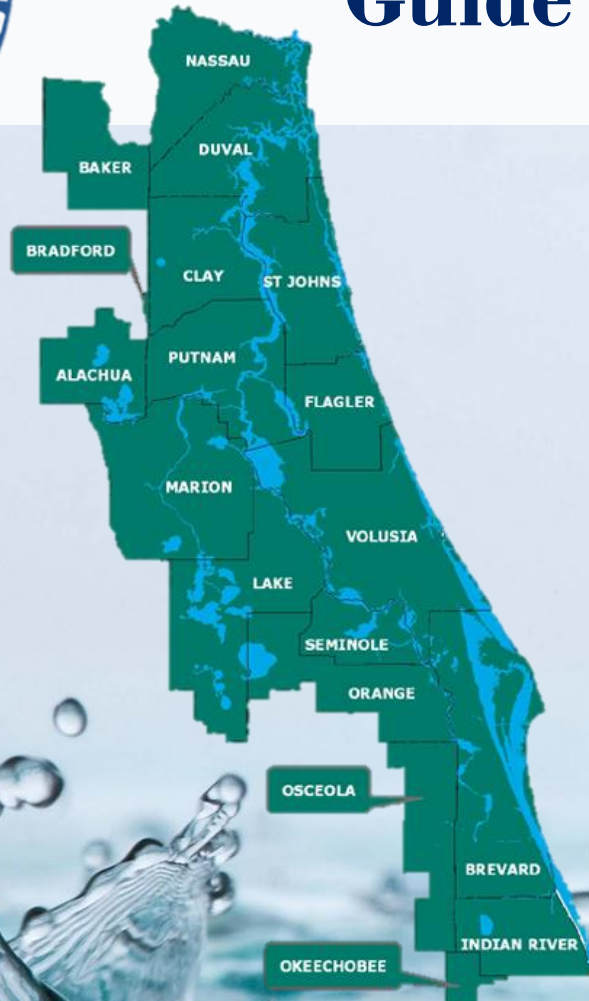 Guide
NASSAU
DUVAL
BAKER
BRADFORD
CLAY
ST JOHNS
PUTNAM
ALACHUA
FLAGLER
MARION
VOLUSIA
LAKE
SEMINOLE
ORANGE
OSCEOLA
BREVARD
INDIAN RIVER
OKEECHOBEE